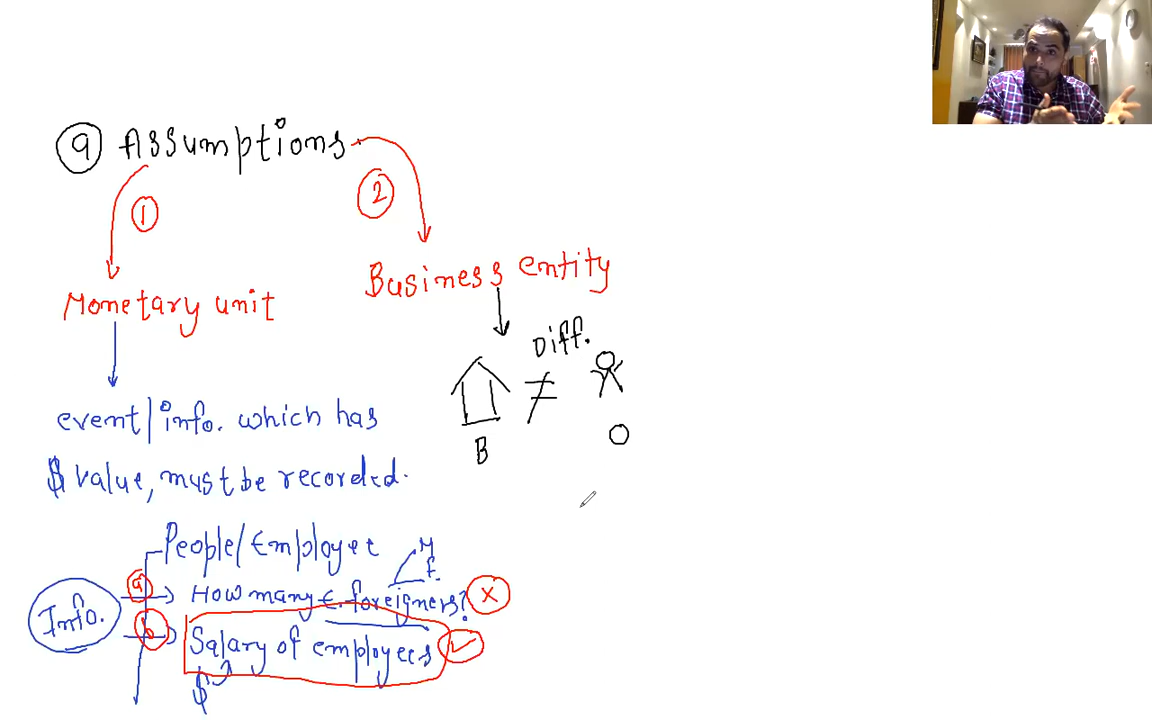 9 Assumptions
1
2
Monetary unit
Business entity
Diff.
≠
B
O
event/info. which has
$ value, must be recorded.
People/Employee
M
F.
Info.
a How many E. foreigners? x
b Salary of employees ✓
$